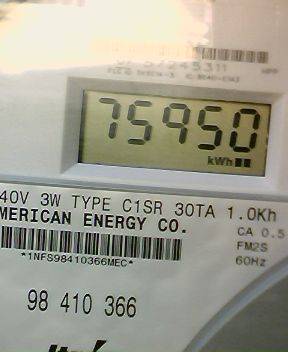 75950
kWh
40V 3W TYPE C1SR 30TA 1.0Kh
MERICAN ENERGY CO.
CA 0.5
FM2S
60Hz
*1NFS98410366MEC*
98 410 366